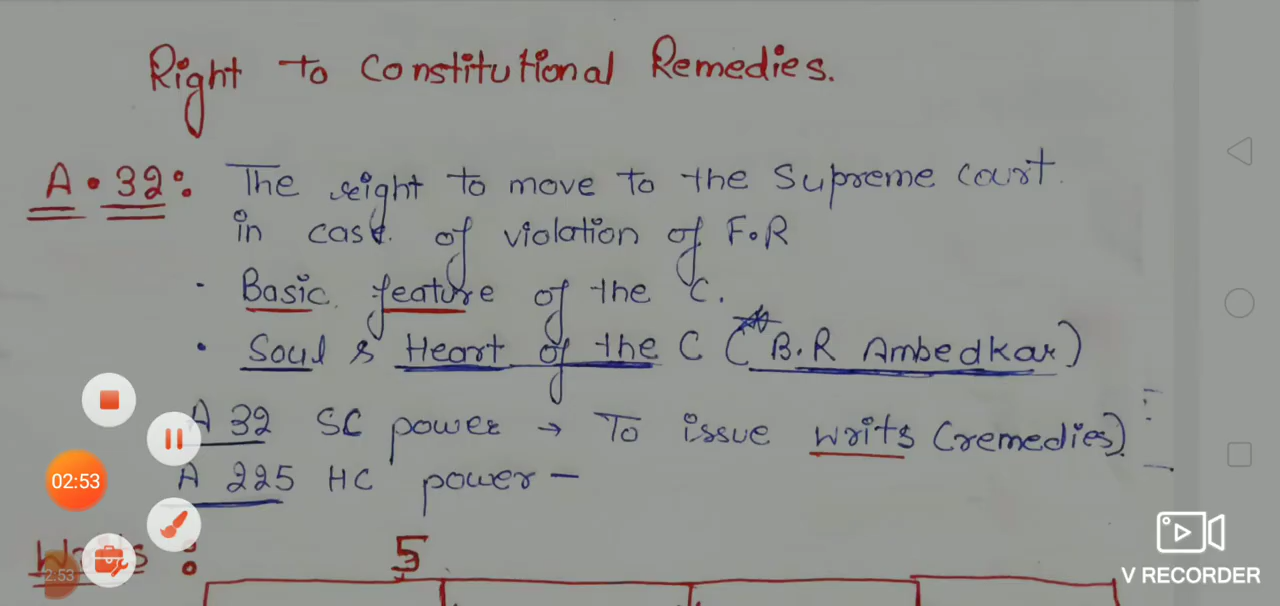 Right to Constitutional Remedies.
A. 32: The right to move to the Supreme court.
in case of violation of F.R
· Basic feature of the C.
· Soul & Heart of the C (B.R Ambedkar)
A 32 SC power → To issue writs (remedies)
A 225 HC power –
5
02:53
2:53
V RECORDER